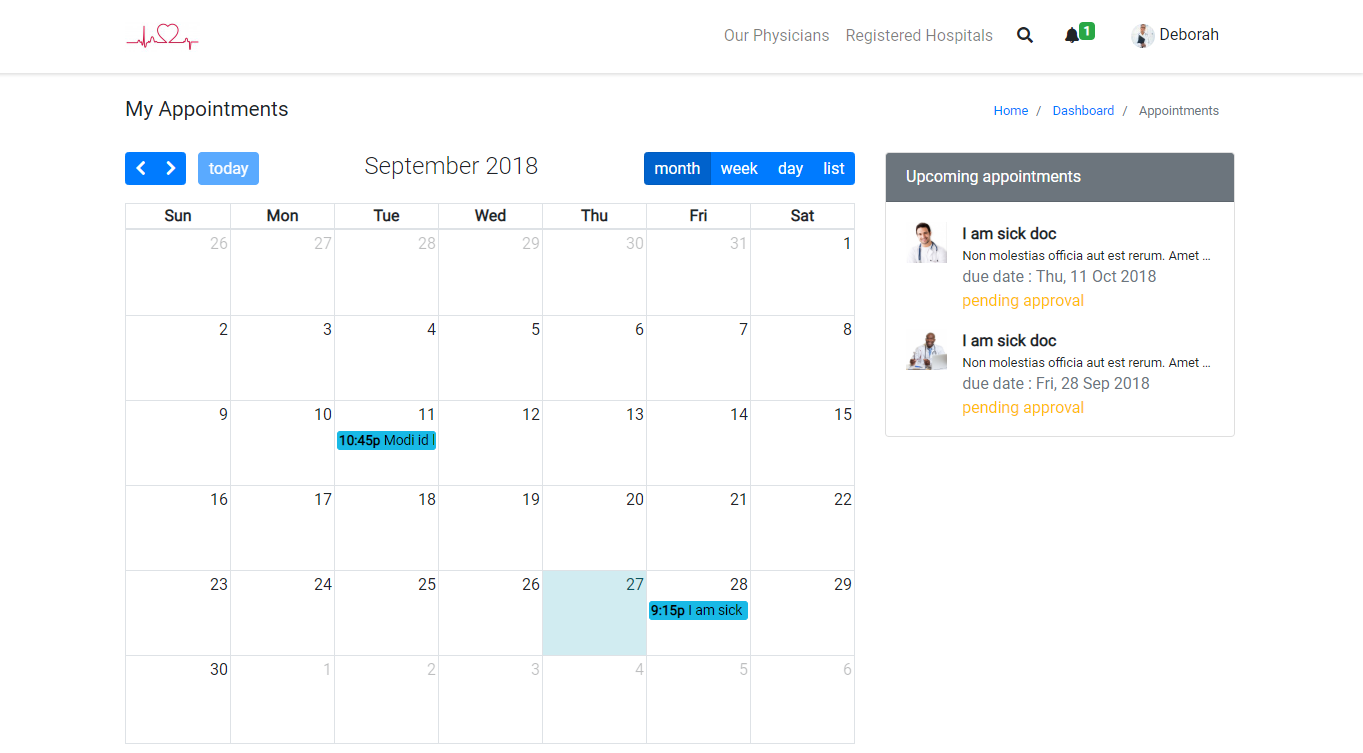 Our Physicians Registered Hospitals 1 Deborah
My Appointments
Home / Dashboard / Appointments
today
September 2018
month week day list
Sun Mon Tue Wed Thu Fri Sat
26 27 28 29 30 31 1
2 3 4 5 6 7 8
9 10 11 12 13 14 15
10:45p Modi id
16 17 18 19 20 21 22
23 24 25 26 27 28 29
9:15p I am sick
30 1 2 3 4 5 6
Upcoming appointments
I am sick doc
Non molestias officia aut est rerum. Amet ...
due date : Thu, 11 Oct 2018
pending approval
I am sick doc
Non molestias officia aut est rerum. Amet ...
due date : Fri, 28 Sep 2018
pending approval